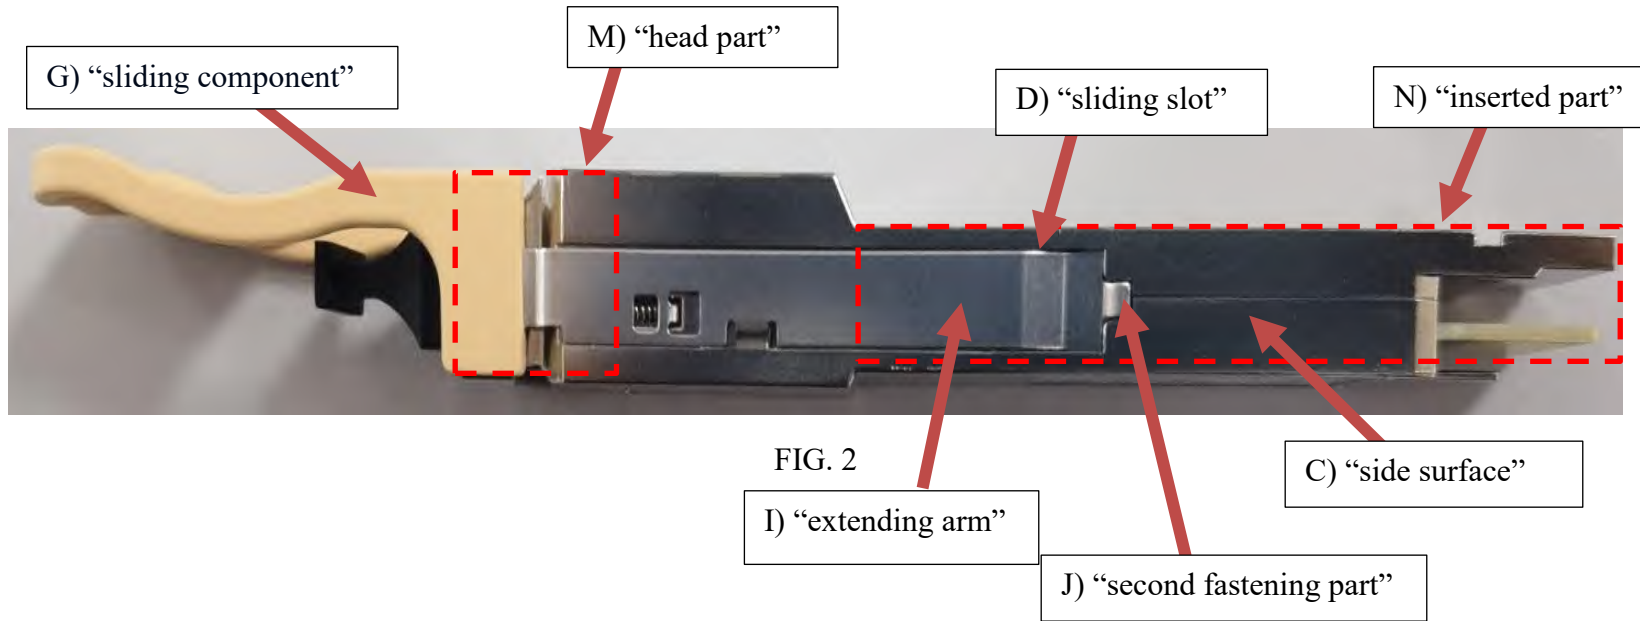 M) “head part”
G) “sliding component”
D) “sliding slot”
N) “inserted part”
FIG. 2
C) “side surface”
I) “extending arm”
J) “second fastening part”